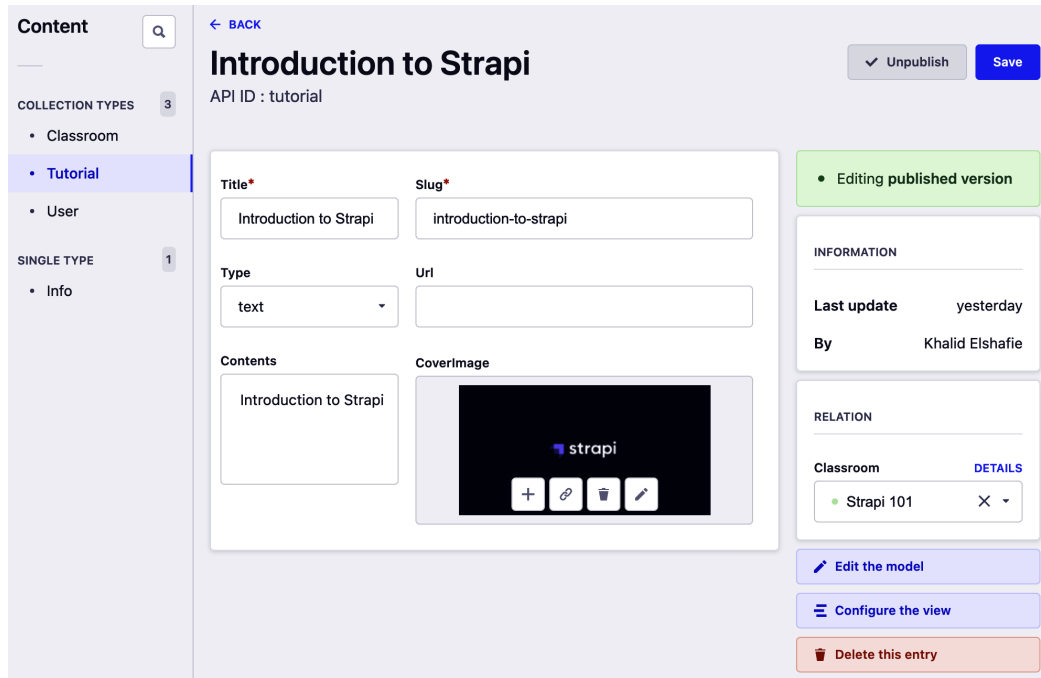 Content
COLLECTION TYPES 3
Classroom
Tutorial
User
SINGLE TYPE 1
Info
BACK
Introduction to Strapi
API ID : tutorial
Unpublish
Save
Title*
Introduction to Strapi
Slug*
introduction-to-strapi
Type
text
Url
Contents
Introduction to Strapi
CoverImage
strapi
Editing published version
INFORMATION
Last update yesterday
By Khalid Elshafie
RELATION
Classroom DETAILS
Strapi 101
Edit the model
Configure the view
Delete this entry